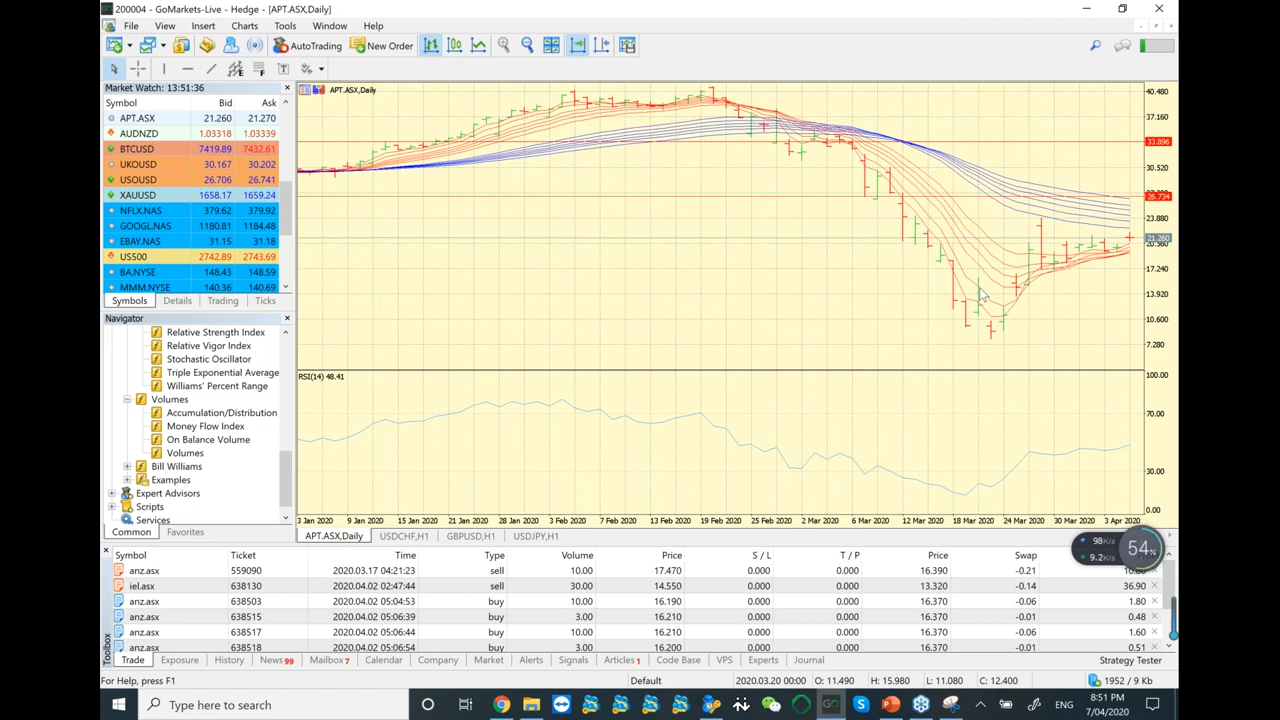 200004 - GoMarkets-Live - Hedge - [APT.ASX,Daily]
File View Insert Charts Tools Window Help
AutoTrading New Order
Market Watch: 13:51:36
Symbol Bid Ask
APT.ASX 21.260 21.270
AUDNZD 1.03318 1.03339
BTCUSD 7419.89 7432.61
UKOUSD 30.167 30.202
USOUSD 26.706 26.741
XAUUSD 1658.17 1659.24
NFLX.NAS 379.62 379.92
GOOGL.NAS 1180.81 1184.48
EBAY.NAS 31.15 31.18
US500 2742.89 2743.69
BA.NYSE 148.43 148.59
MMM.NYSE 140.36 140.69
Symbols Details Trading Ticks
Navigator
Relative Strength Index
Relative Vigor Index
Stochastic Oscillator
Triple Exponential Average
Williams' Percent Range
Volumes
Accumulation/Distribution
Money Flow Index
On Balance Volume
Volumes
Bill Williams
Examples
Expert Advisors
Scripts
Services
Common Favorites
APT.ASX,Daily
40.480
37.160
33.896
30.520
26.734
23.880
21.260
20.560
17.240
13.920
10.600
7.280
RSI(14) 48.41
100.00
70.00
30.00
0.00
3 Jan 2020 9 Jan 2020 15 Jan 2020 21 Jan 2020 28 Jan 2020 3 Feb 2020 7 Feb 2020 13 Feb 2020 19 Feb 2020 25 Feb 2020 2 Mar 2020 6 Mar 2020 12 Mar 2020 18 Mar 2020 24 Mar 2020 30 Mar 2020 3 Apr 2020
APT.ASX,Daily USDCHF,H1 GBPUSD,H1 USDJPY,H1
98K/s
9.2K/s
54%
Symbol Ticket Time Type Volume Price S / L T / P Price Swap
anz.asx 559090 2020.03.17 04:21:23 sell 10.00 17.470 0.000 0.000 16.390 -0.21
iel.asx 638130 2020.04.02 02:47:44 sell 30.00 14.550 0.000 0.000 13.320 -0.14 36.90
anz.asx 638503 2020.04.02 05:04:53 buy 10.00 16.190 0.000 0.000 16.370 -0.06 1.80
anz.asx 638515 2020.04.02 05:06:39 buy 3.00 16.210 0.000 0.000 16.370 -0.01 0.48
anz.asx 638517 2020.04.02 05:06:44 buy 10.00 16.210 0.000 0.000 16.370 -0.06 1.60
anz.asx 638518 2020.04.02 05:06:54 buy 3.00 16.200 0.000 0.000 16.370 -0.01 0.51
Toolbox
Trade Exposure History News 99 Mailbox 7 Calendar Company Market Alerts Signals Articles 1 Code Base VPS Experts Journal Strategy Tester
For Help, press F1 Default 2020.03.20 00:00 O: 11.490 H: 15.980 L: 11.080 C: 12.400 1952 / 9 Kb
Type here to search
ENG
8:51 PM
7/04/2020